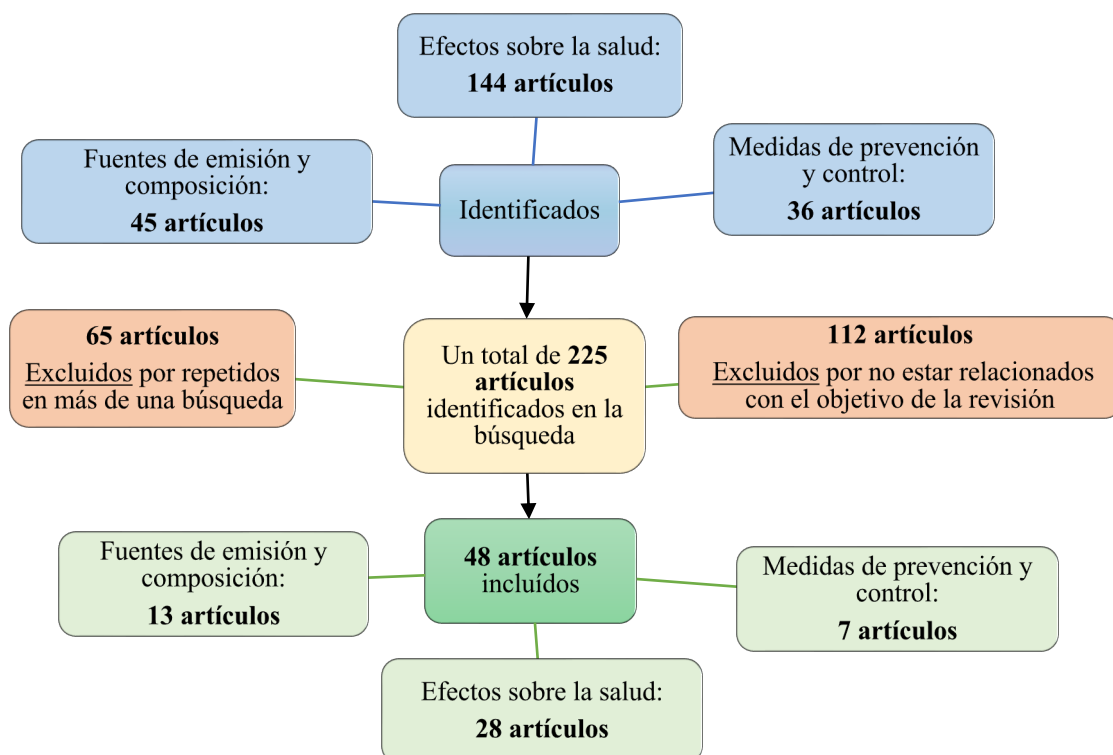 Efectos sobre la salud:
144 artículos
Fuentes de emisión y
composición:
45 artículos
Identificados
Medidas de prevención
y control:
36 artículos
65 artículos
Excluidos por repetidos
en más de una búsqueda
Un total de 225
artículos
identificados en la
búsqueda
112 artículos
Excluidos por no estar relacionados
con el objetivo de la revisión
Fuentes de emisión y
composición:
13 artículos
48 artículos
incluídos
Medidas de prevención y
control:
7 artículos
Efectos sobre la salud:
28 artículos